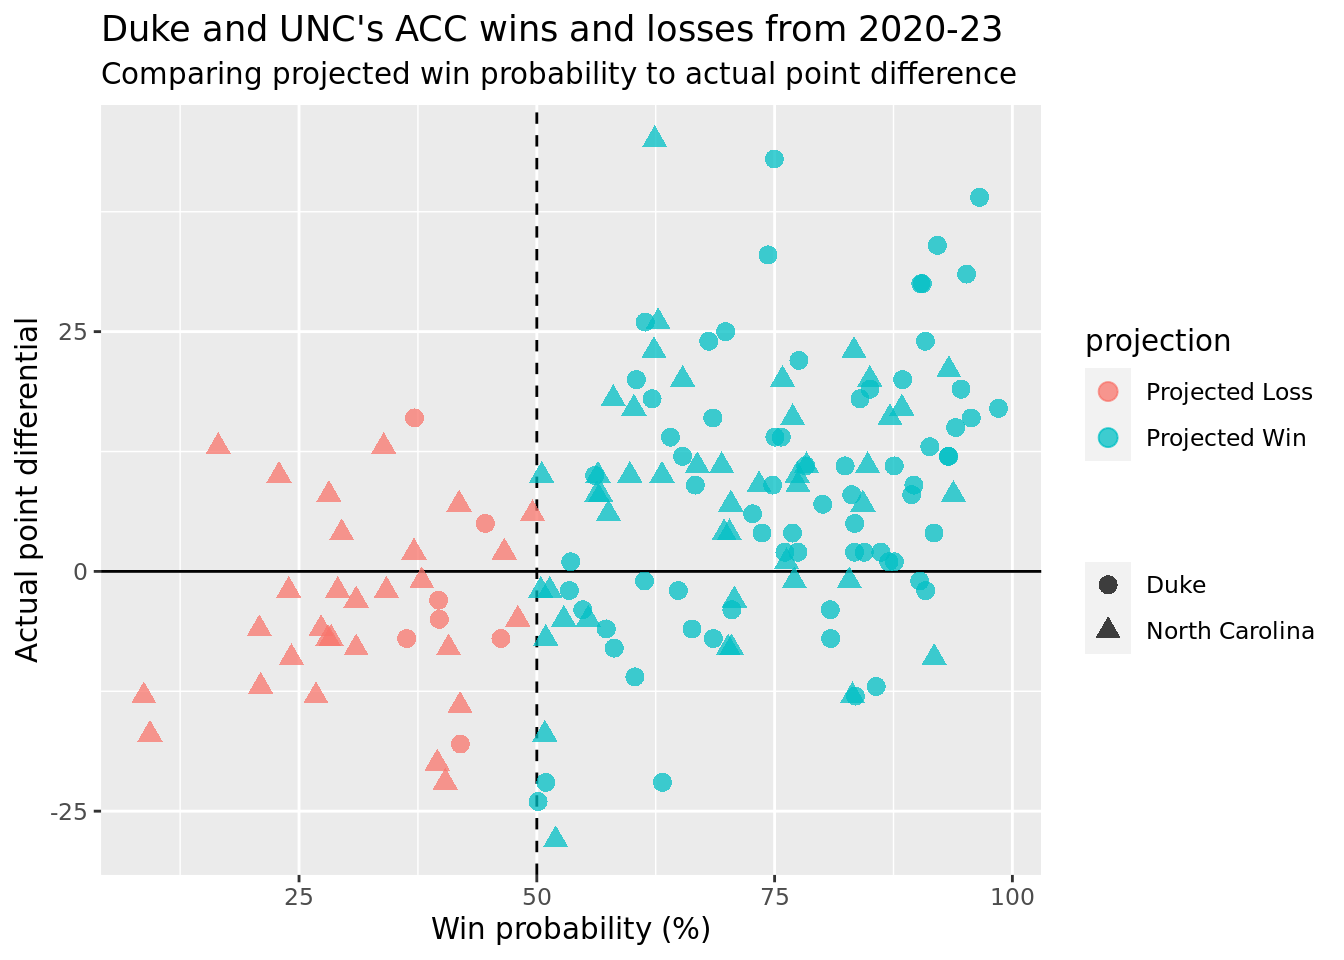 Duke and UNC's ACC wins and losses from 2020-23
Comparing projected win probability to actual point difference
Actual point differential
25
0
-25
25
50
75
100
Win probability (%)
projection
Projected Loss
Projected Win
Duke
North Carolina